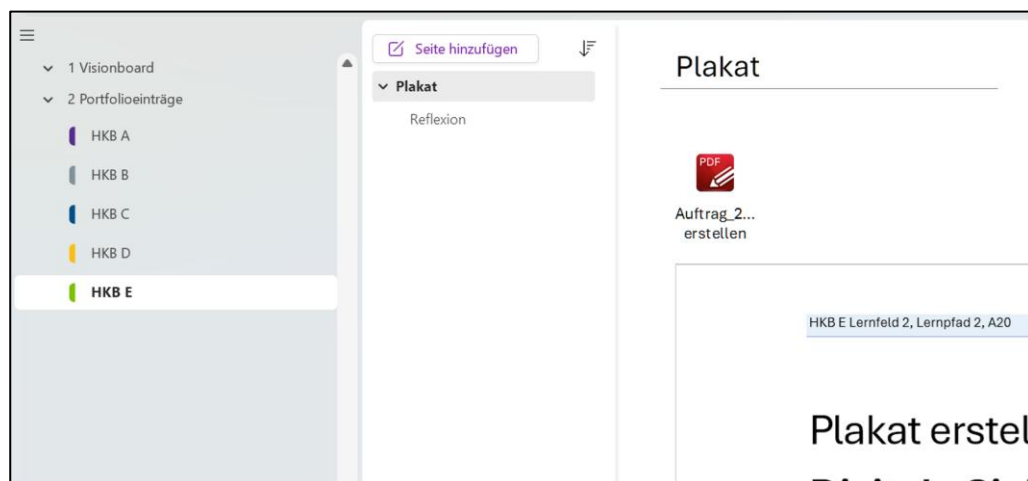 1 Visionboard
2 Portfolioeinträge
HKB A
HKB B
HKB C
HKB D
HKB E
Seite hinzufügen
Plakat
Reflexion
Plakat
PDF
Auftrag_2...
erstellen
HKB E Lernfeld 2, Lernpfad 2, A20
Plakat erstel